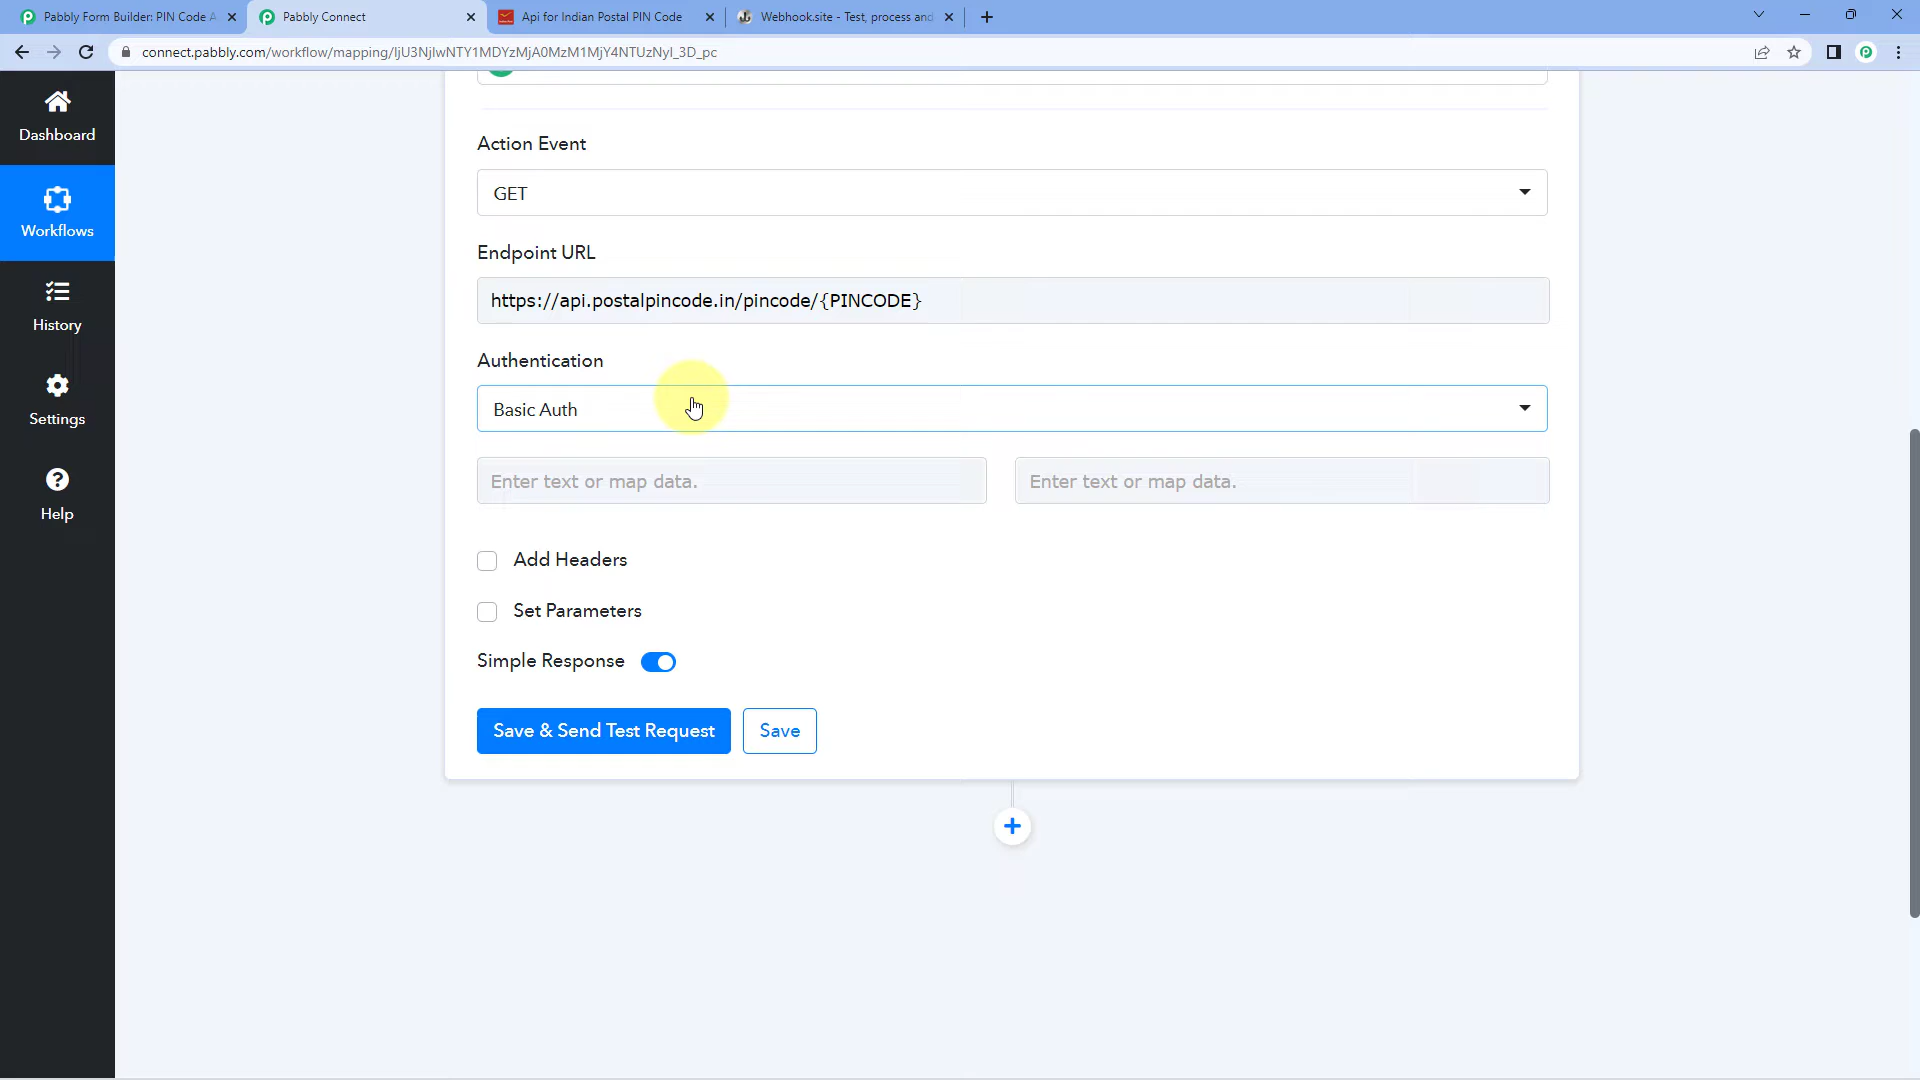 Pabbly Form Builder: PIN Code A
Pabbly Connect
Api for Indian Postal PIN Code
Webhook.site - Test, process and
connect.pabbly.com/workflow/mapping/IjU3NjIwNTY1MDYzMjA0MzM1MjY4NTUzNyI_3D_pc
Dashboard
Workflows
History
Settings
Help
Action Event
GET
Endpoint URL
https://api.postalpincode.in/pincode/{PINCODE}
Authentication
Basic Auth
Enter text or map data.
Enter text or map data.
Add Headers
Set Parameters
Simple Response
Save & Send Test Request
Save